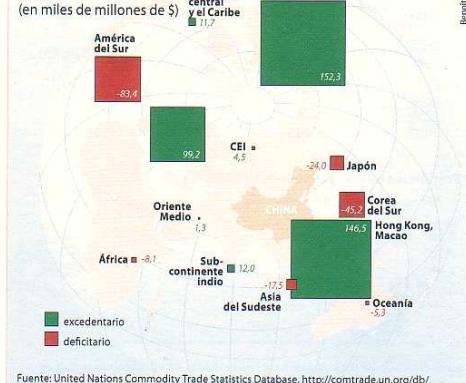 (en miles de millones de $)
central
y el Caribe
11,7
América
del Sur
-83,4
152,3
99,2
CEI
4,5
-24,0 Japón
Oriente
Medio
1,3
CHINA
-45,2
Corea
del Sur
146,5
Hong Kong,
Macao
África -8,1
Sub-
continente
indio
12,0
-17,5
Asia
del Sudeste
Oceanía
-5,3
excedentario
deficitario
Fuente: United Nations Commodity Trade Statistics Database, http://comtrade.un.org/db/